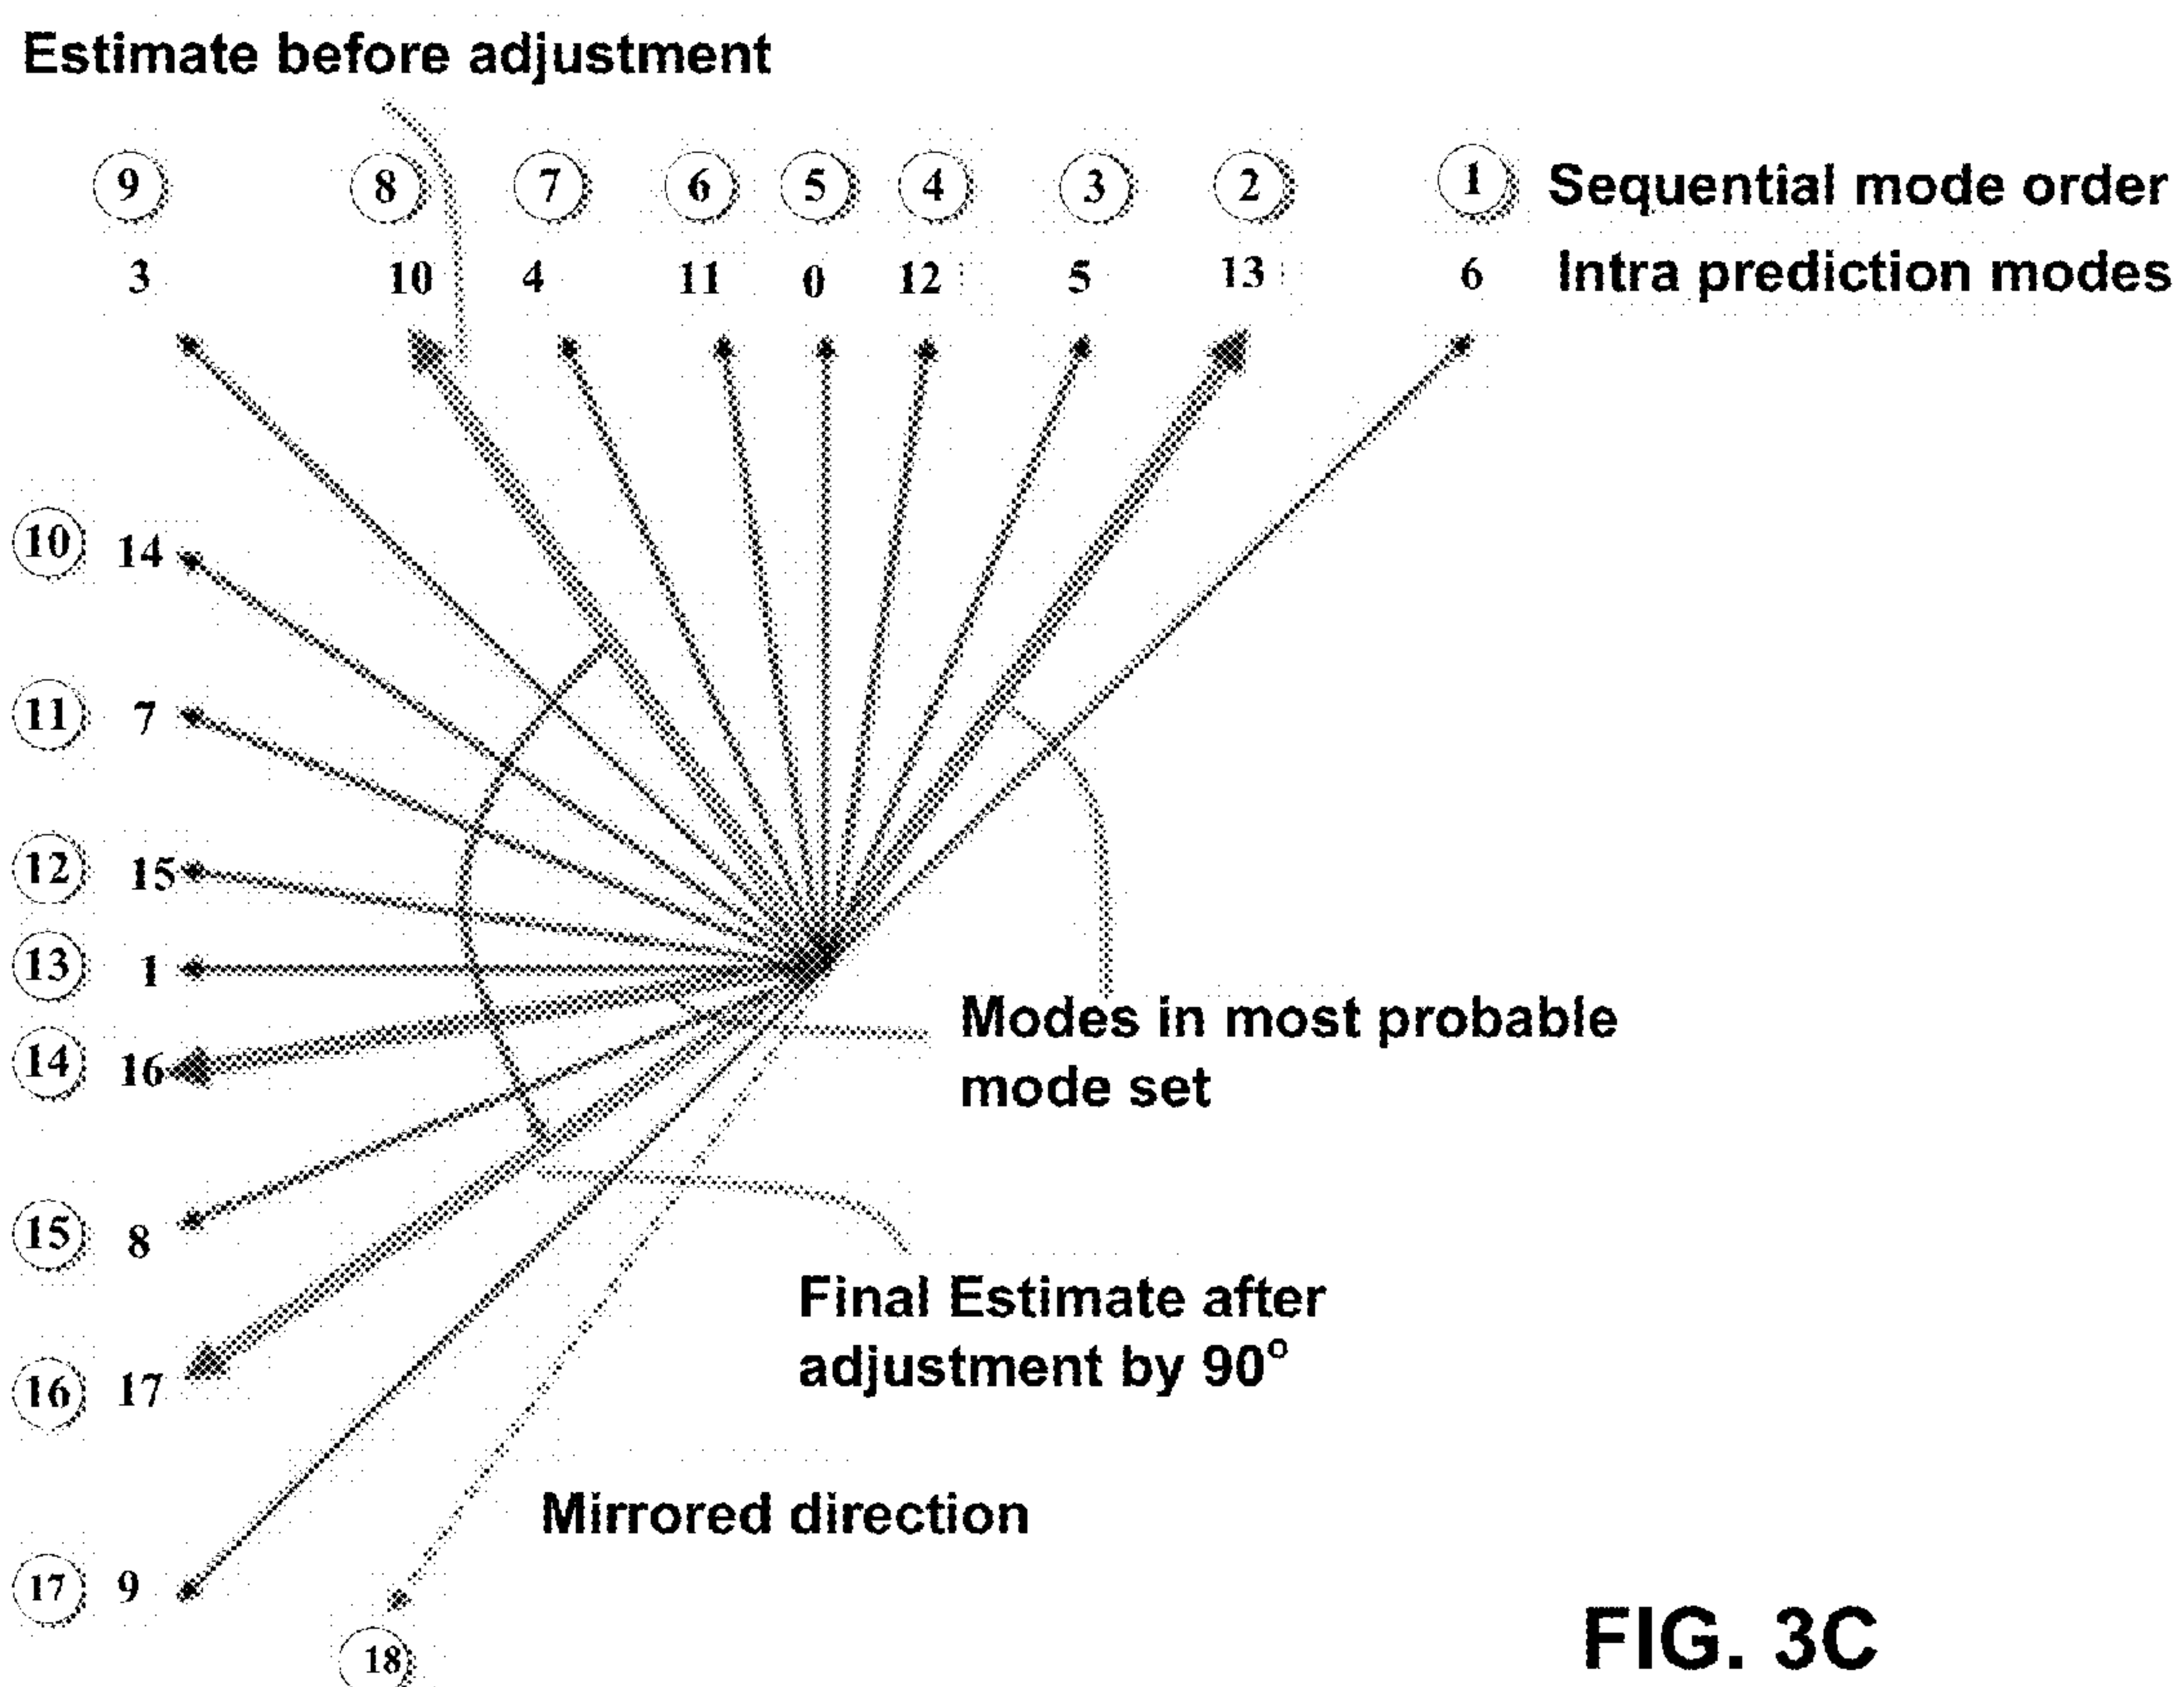 Estimate before adjustment
9 8 7 6 5 4 3 2 1 Sequential mode order
3 10 4 11 0 12 5 13 6 Intra prediction modes
10 14
11 7
12 15
13 1
14 16
Modes in most probable
mode set
15 8
Final Estimate after
adjustment by 90°
16 17
Mirrored direction
17 9
18
FIG. 3C